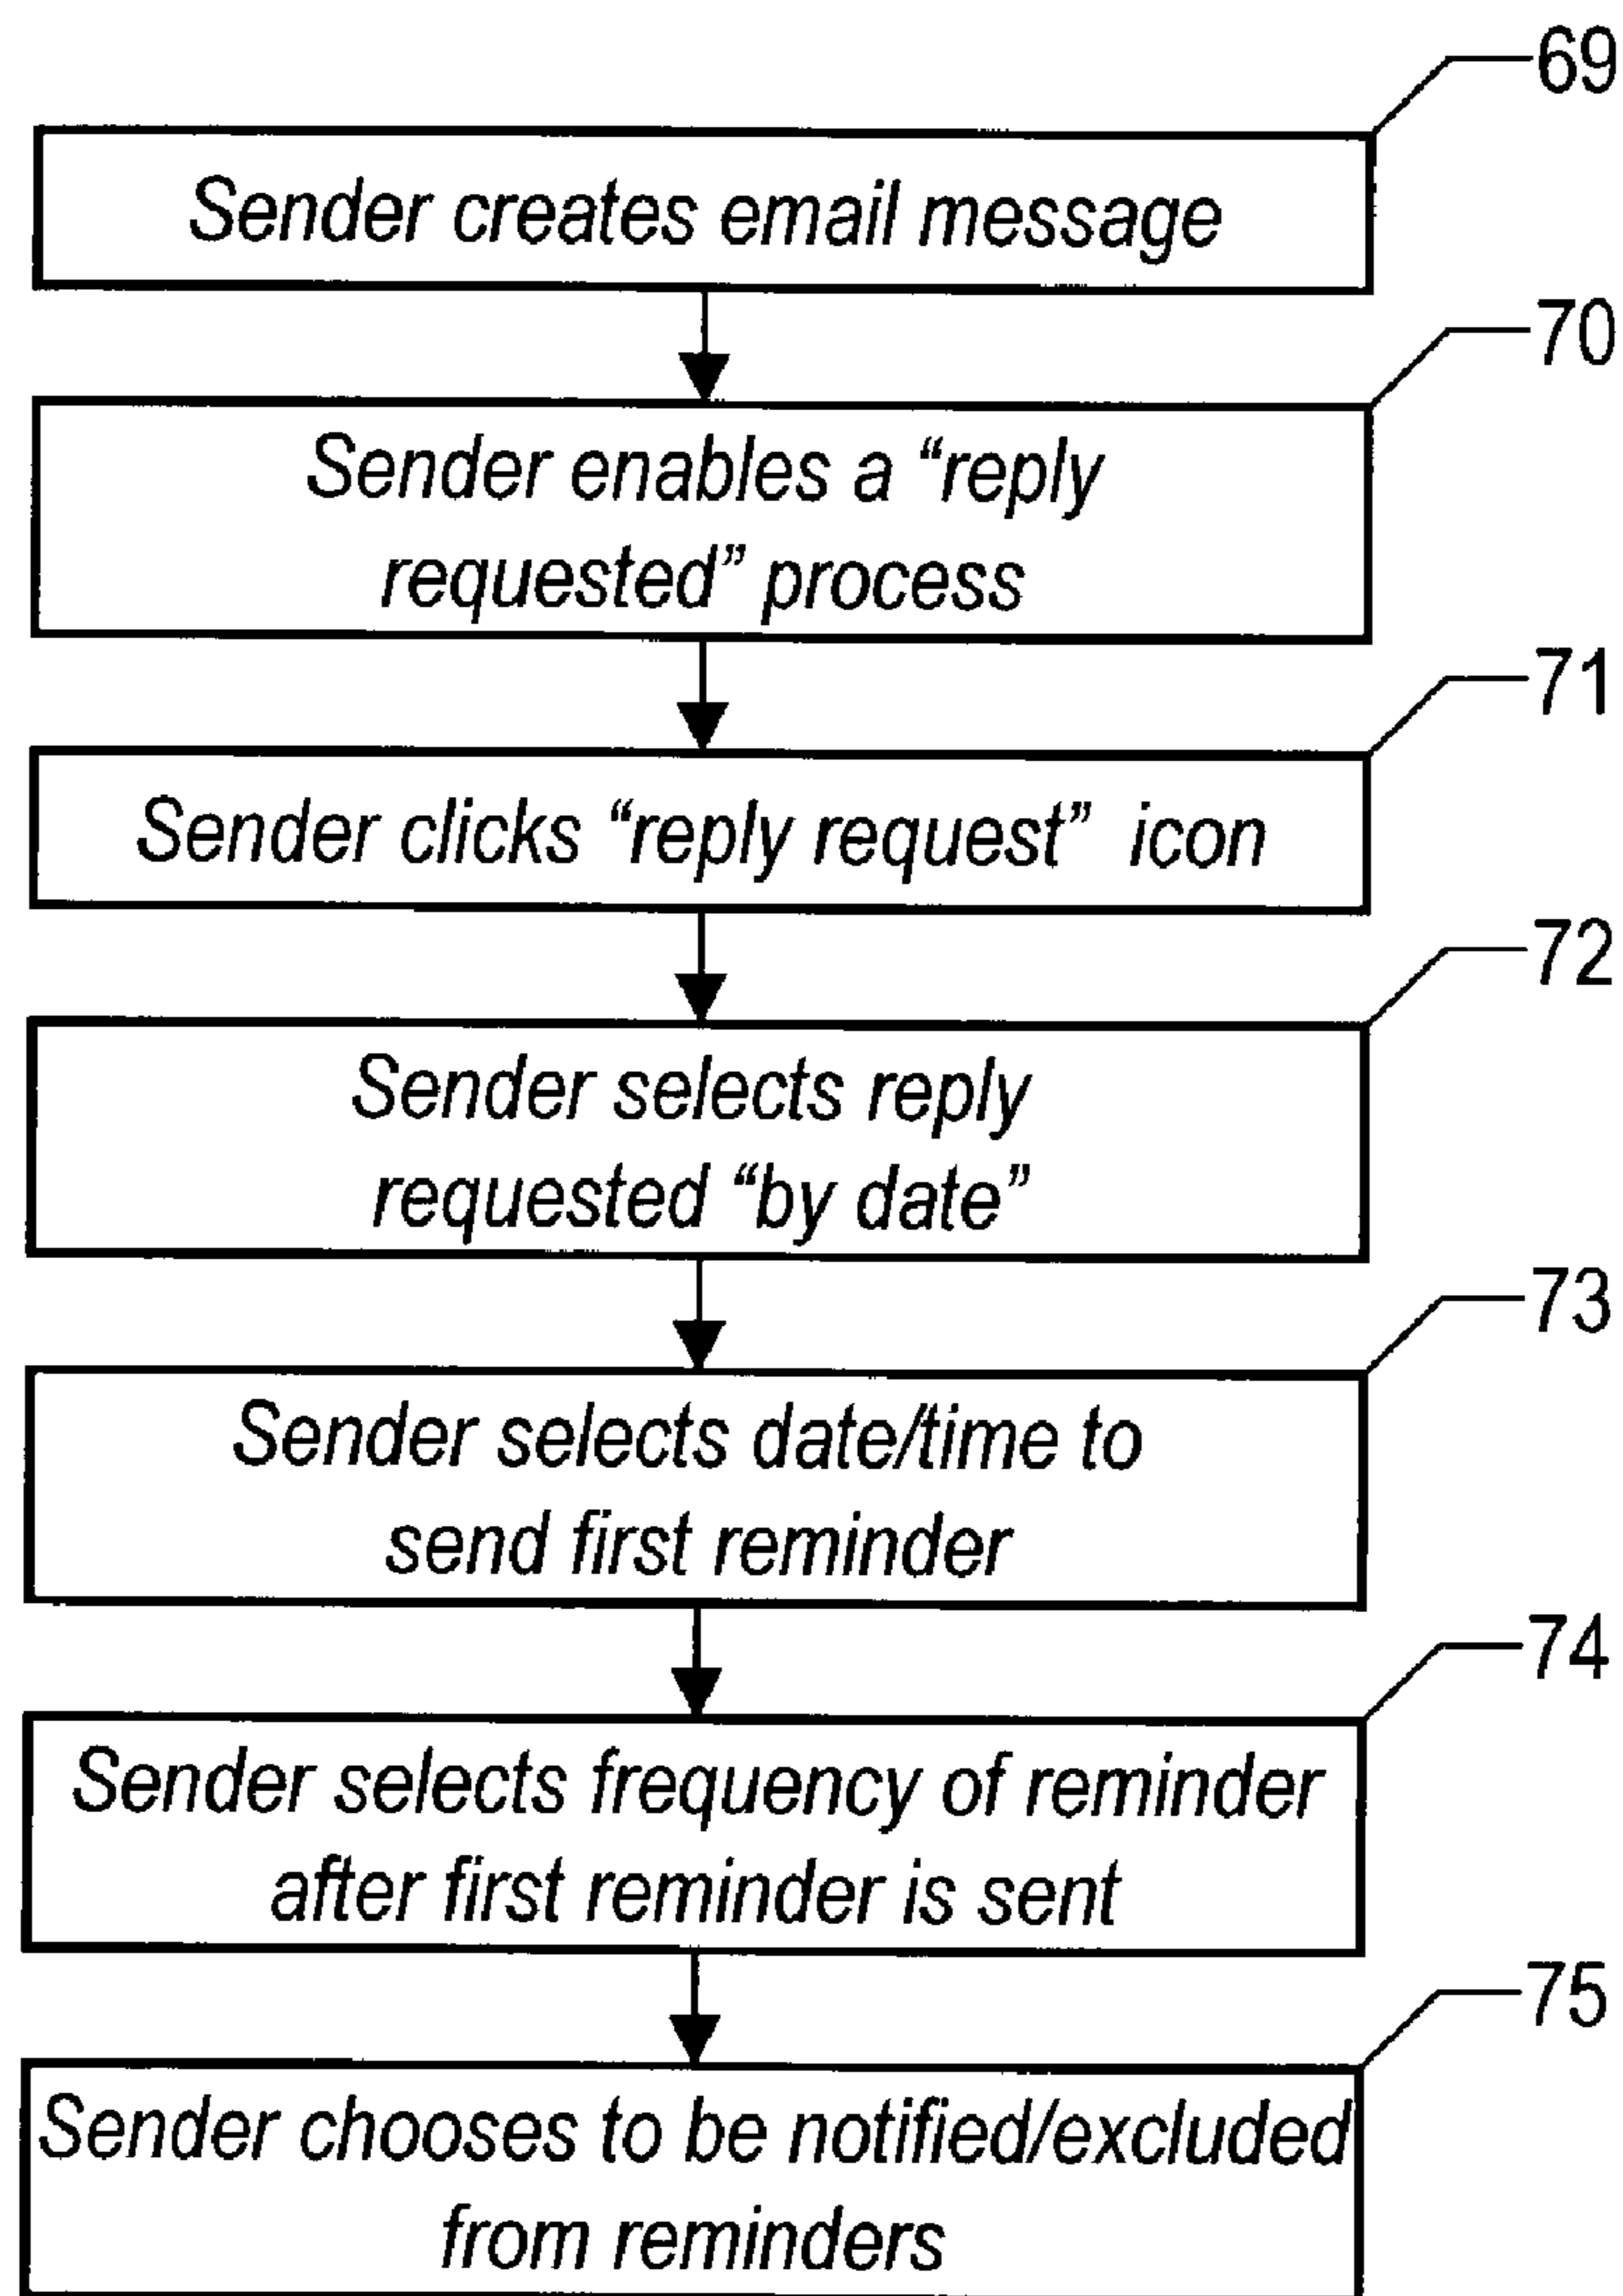 69
Sender creates email message
70
Sender enables a “reply
requested” process
71
Sender clicks “reply request” icon
72
Sender selects reply
requested “by date”
73
Sender selects date/time to
send first reminder
74
Sender selects frequency of reminder
after first reminder is sent
75
Sender chooses to be notified/excluded
from reminders